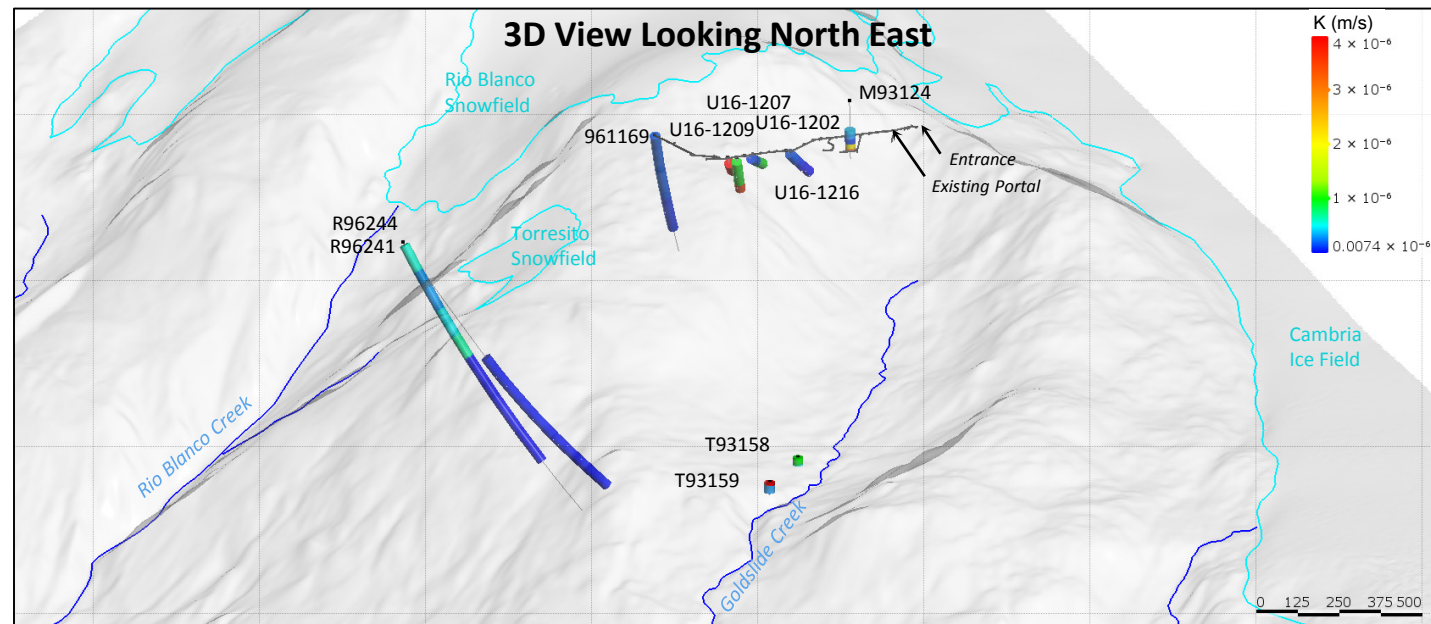 3D View Looking North East
K (m/s)
4 × 10⁻⁶
3 × 10⁻⁶
2 × 10⁻⁶
1 × 10⁻⁶
0.0074 × 10⁻⁶
Rio Blanco
Snowfield
M93124
U16-1207
U16-1209
U16-1202
961169
Entrance
Existing Portal
U16-1216
R96244
R96241
Torresito
Snowfield
Cambria
Ice Field
Rio Blanco Creek
T93158
T93159
Goldslide Creek
0 125 250 375 500